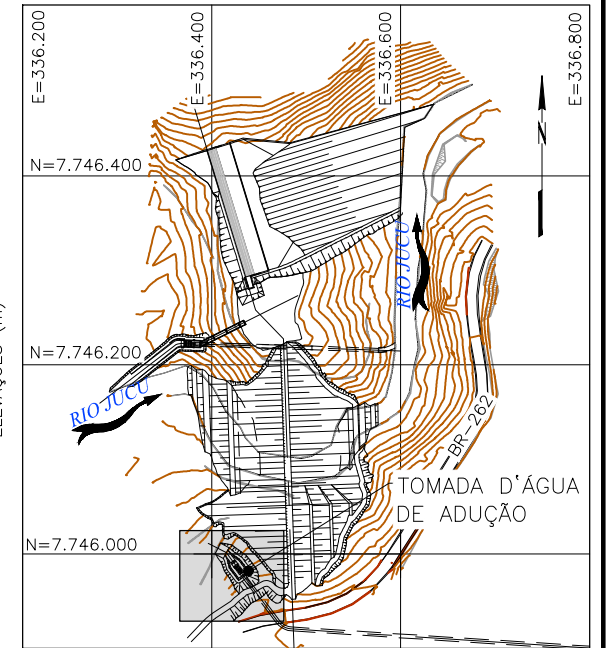 E=336.200
E=336.400
E=336.600
E=336.800
N=7.746.400
N
RIO JUCU
N=7.746.200
RIO JUCU
BR-262
TOMADA D'ÁGUA
DE ADUÇÃO
N=7.746.000